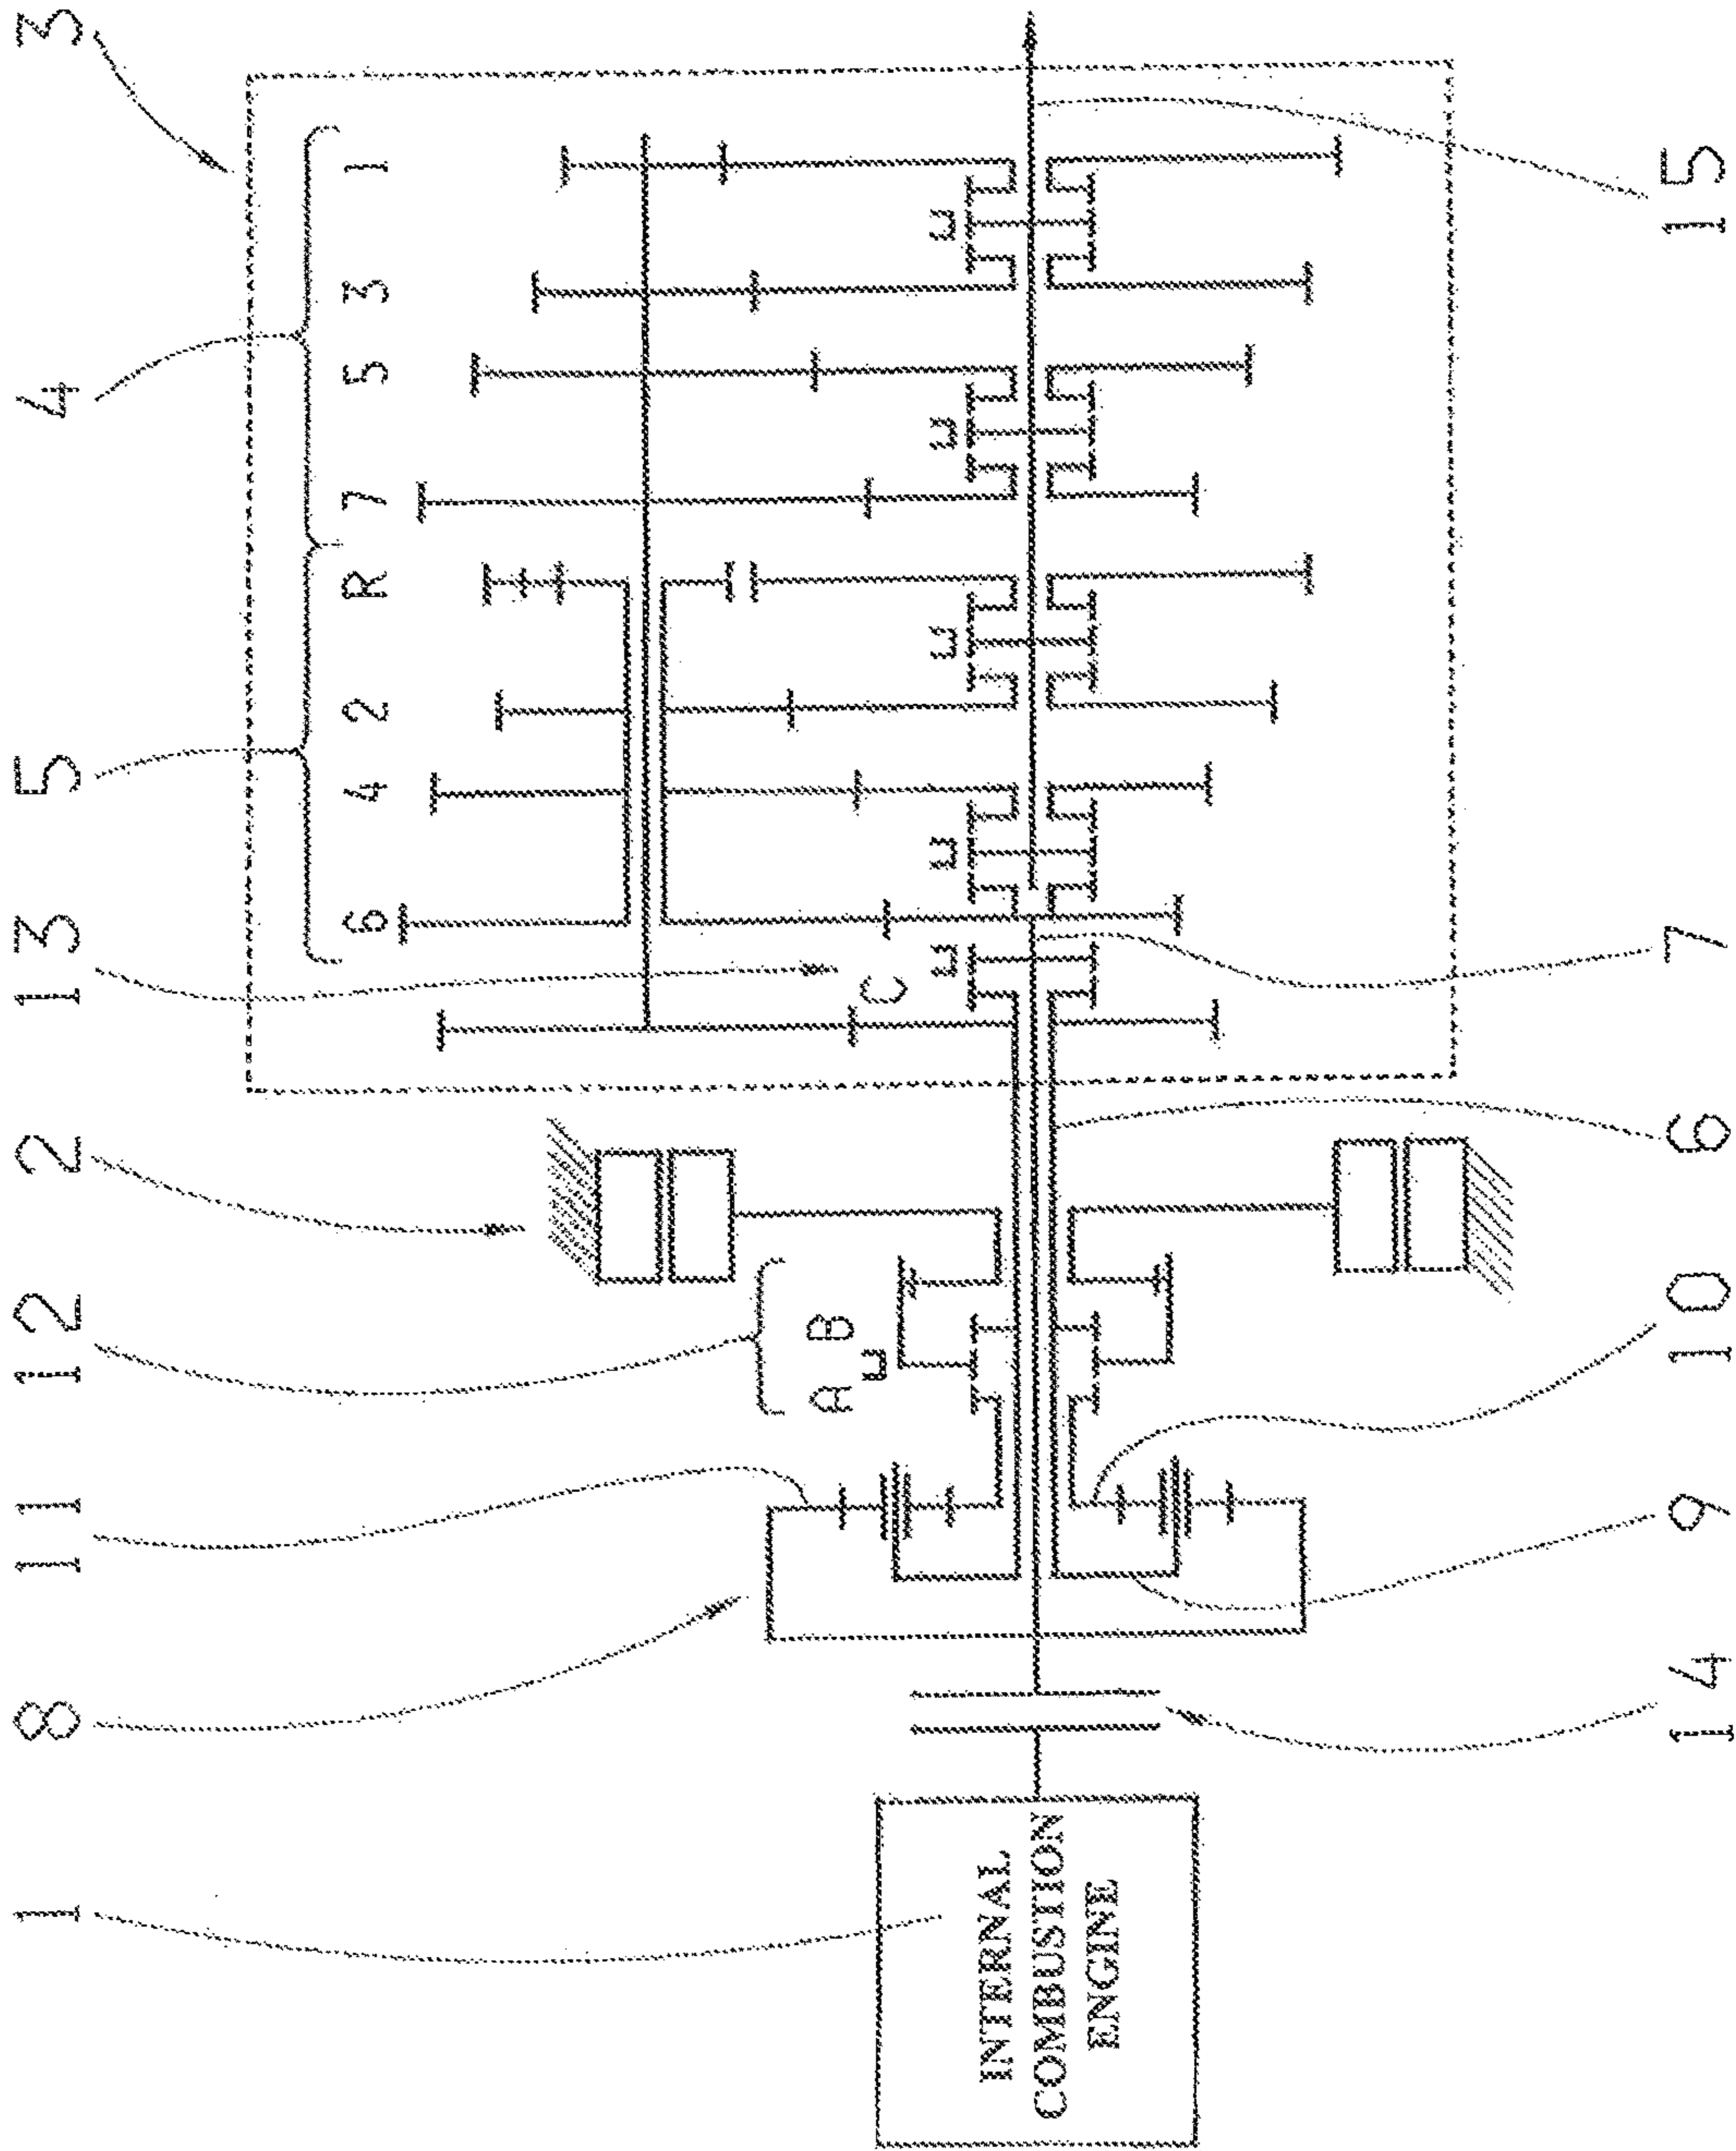 1 8 11 12 2 13 5 4 3
6 4 2 R 7 5 3 1
A B
C
INTERNAL
COMBUSTION
ENGINE
14 9 10 6 7 15